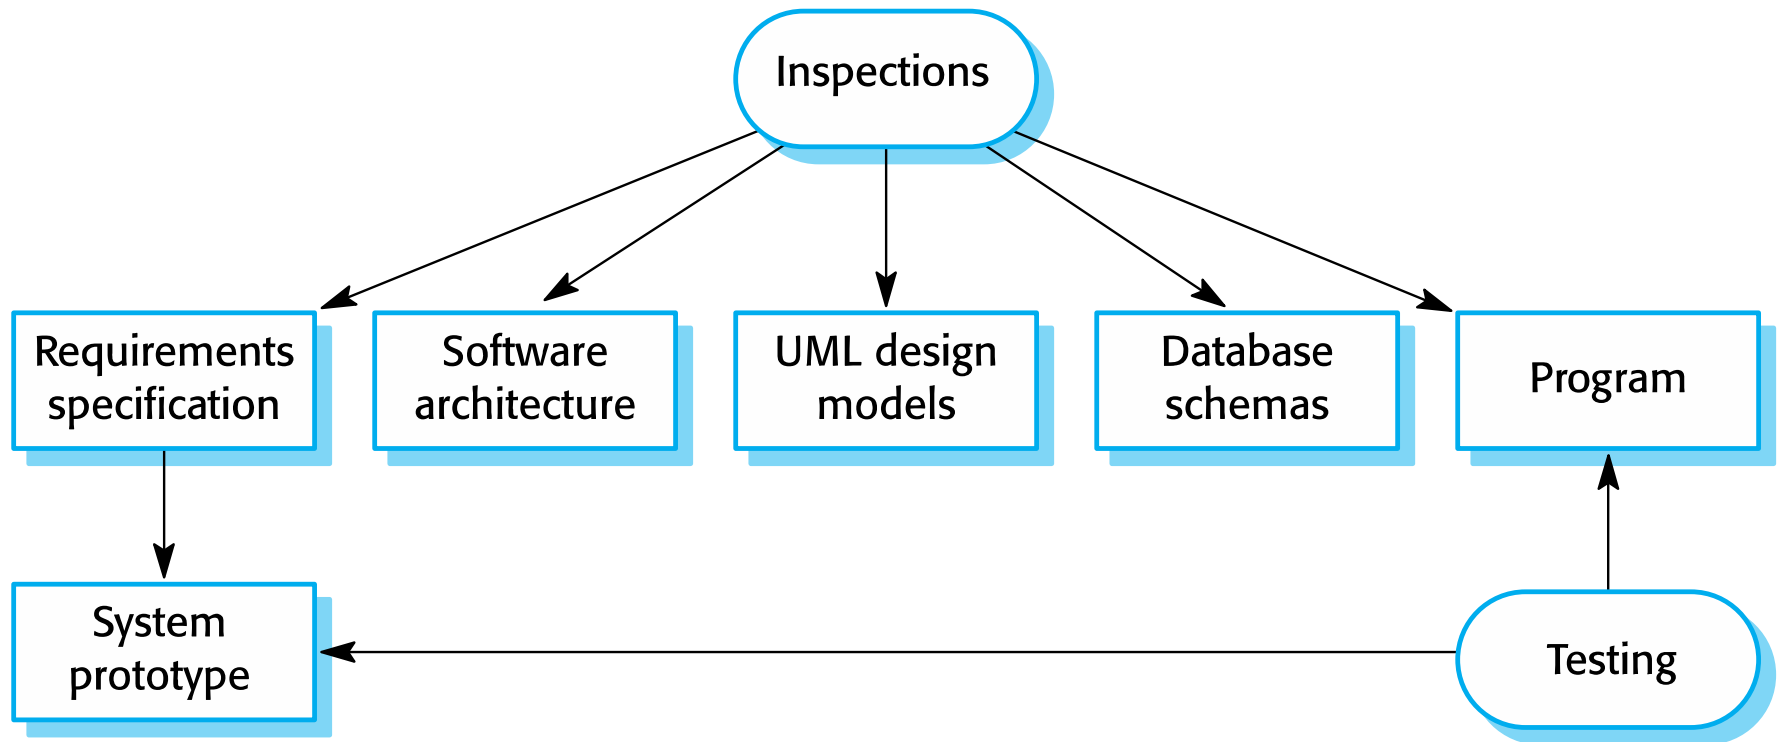 Inspections
Requirements
specification
Software
architecture
UML design
models
Database
schemas
Program
System
prototype
Testing